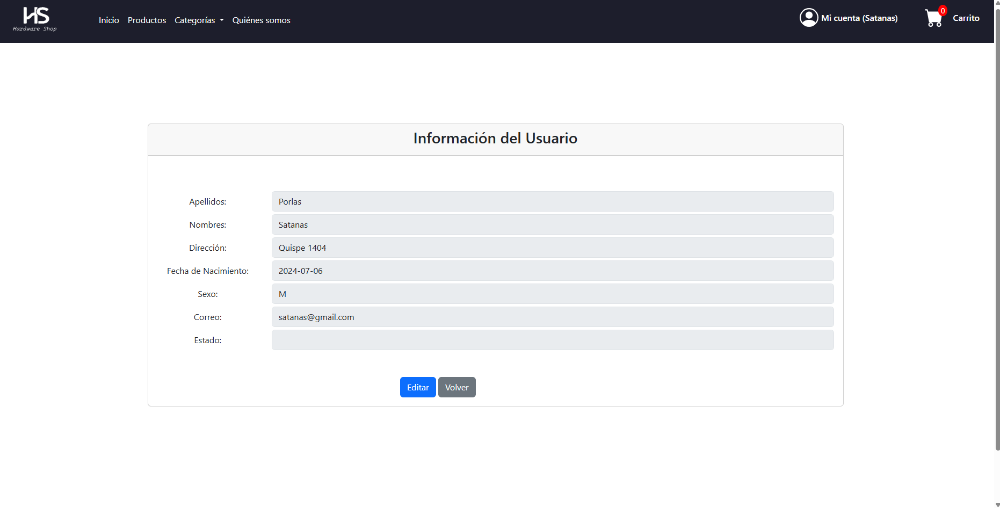 HS
Hardware Shop
Inicio Productos Categorías Quiénes somos
Mi cuenta (Satanas)
0
Carrito
Información del Usuario
Apellidos: Porlas
Nombres: Satanas
Dirección: Quispe 1404
Fecha de Nacimiento: 2024-07-06
Sexo: M
Correo: satanas@gmail.com
Estado:
Editar Volver